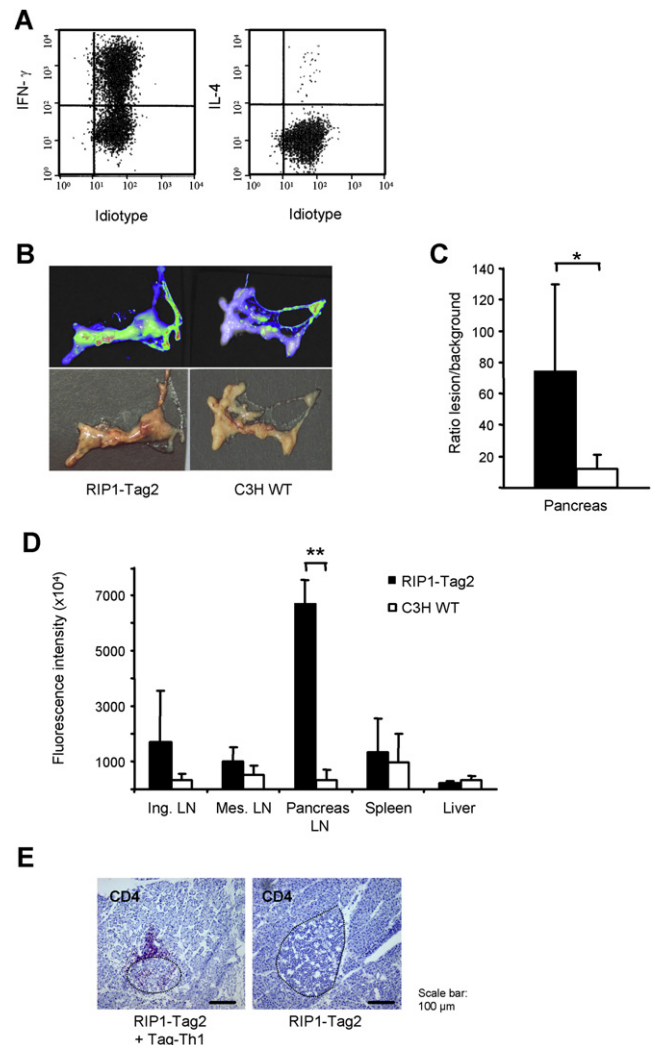 A
IFN- γ
10⁴
10³
10²
10¹
10⁰
10⁰ 10¹ 10² 10³ 10⁴
Idiotype
IL-4
10⁴
10³
10²
10¹
10⁰
10⁰ 10¹ 10² 10³ 10⁴
Idiotype
B
RIP1-Tag2
C3H WT
C
Ratio lesion/background
140
120
100
80
60
40
20
*
Pancreas
D
Fluorescence intensity (x10⁴)
7000
5000
3000
1000
**
RIP1-Tag2
C3H WT
Ing. LN
Mes. LN
Pancreas
LN
Spleen
Liver
E
CD4
CD4
RIP1-Tag2
+ Tag-Th1
RIP1-Tag2
Scale bar:
100 µm